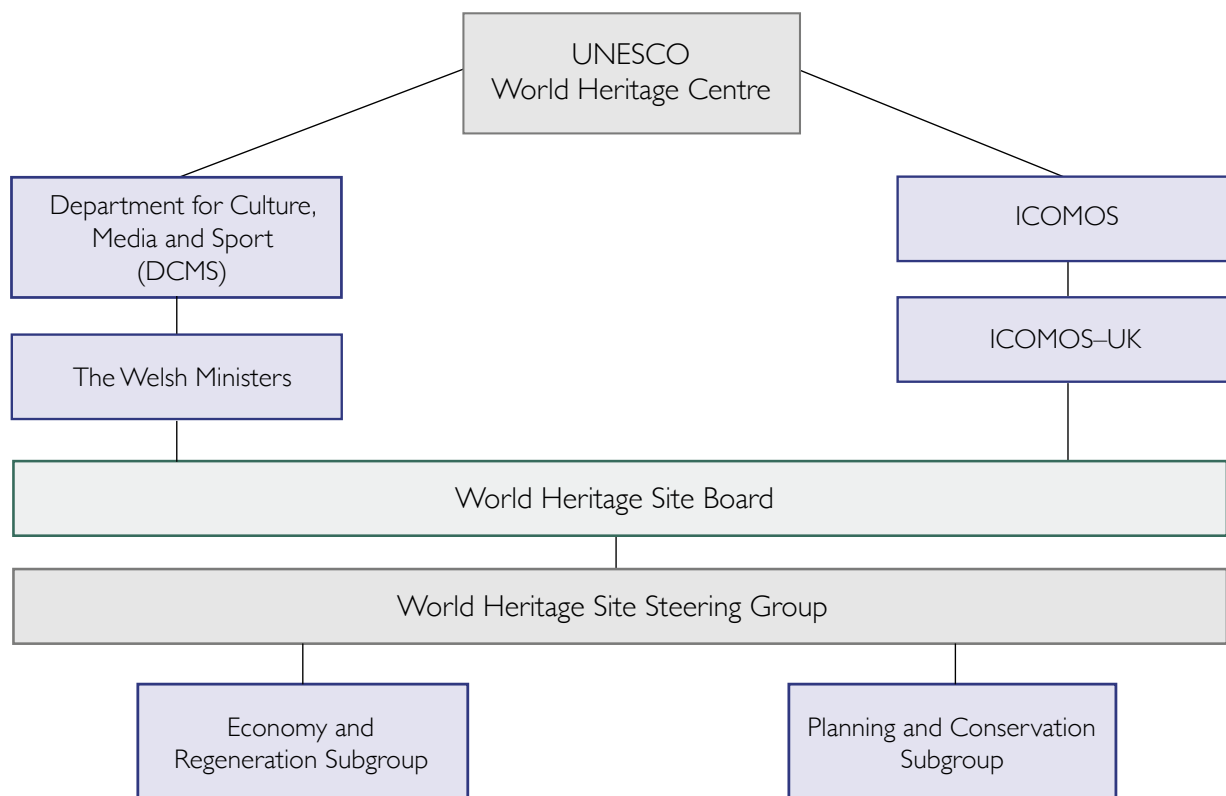 UNESCO
World Heritage Centre
Department for Culture,
Media and Sport
(DCMS)
ICOMOS
The Welsh Ministers
ICOMOS–UK
World Heritage Site Board
World Heritage Site Steering Group
Economy and
Regeneration Subgroup
Planning and Conservation
Subgroup